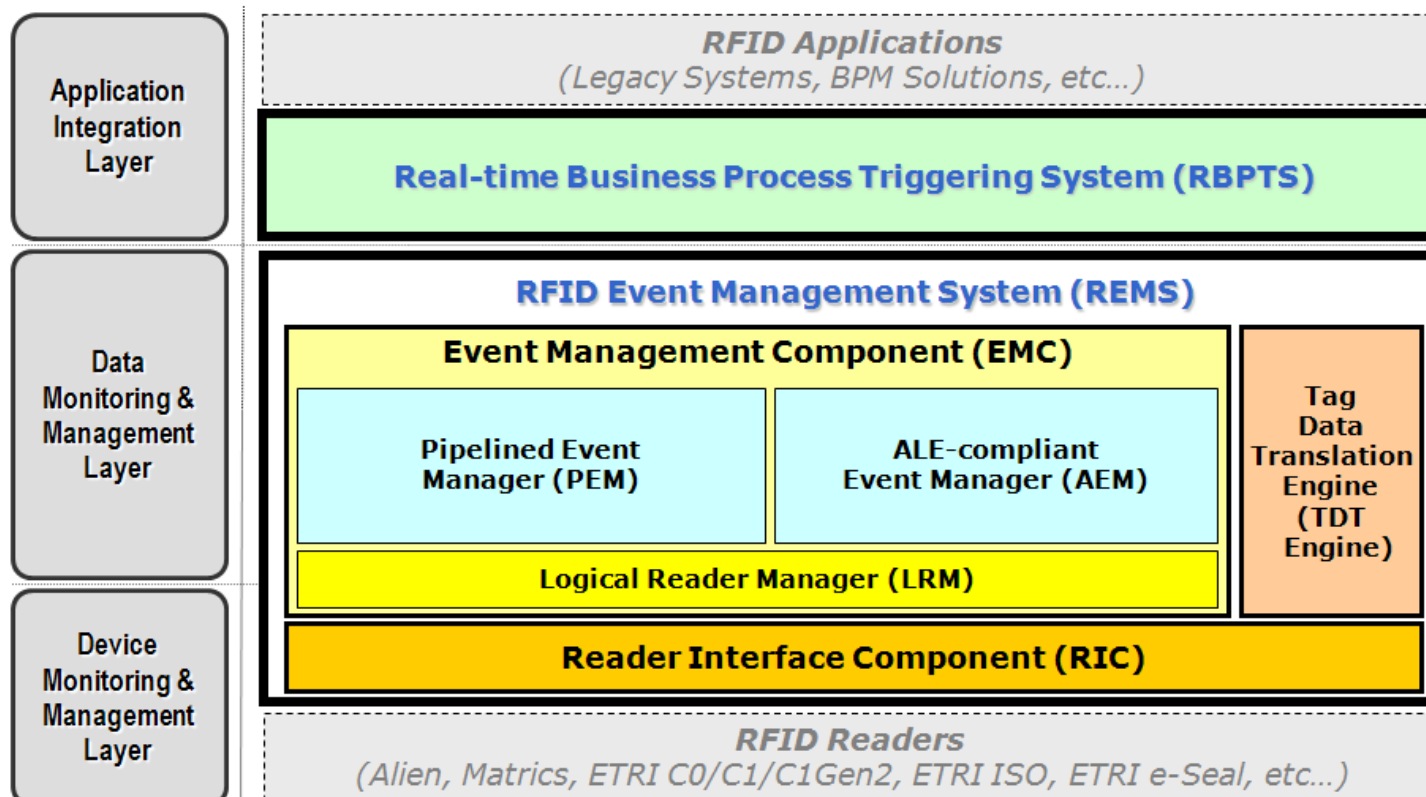 Application
Integration
Layer
RFID Applications
(Legacy Systems, BPM Solutions, etc...)
Real-time Business Process Triggering System (RBPTS)
Data
Monitoring &
Management
Layer
RFID Event Management System (REMS)
Event Management Component (EMC)
Pipelined Event
Manager (PEM)
ALE-compliant
Event Manager (AEM)
Logical Reader Manager (LRM)
Tag
Data
Translation
Engine
(TDT
Engine)
Device
Monitoring &
Management
Layer
Reader Interface Component (RIC)
RFID Readers
(Alien, Matrics, ETRI C0/C1/C1Gen2, ETRI ISO, ETRI e-Seal, etc...)